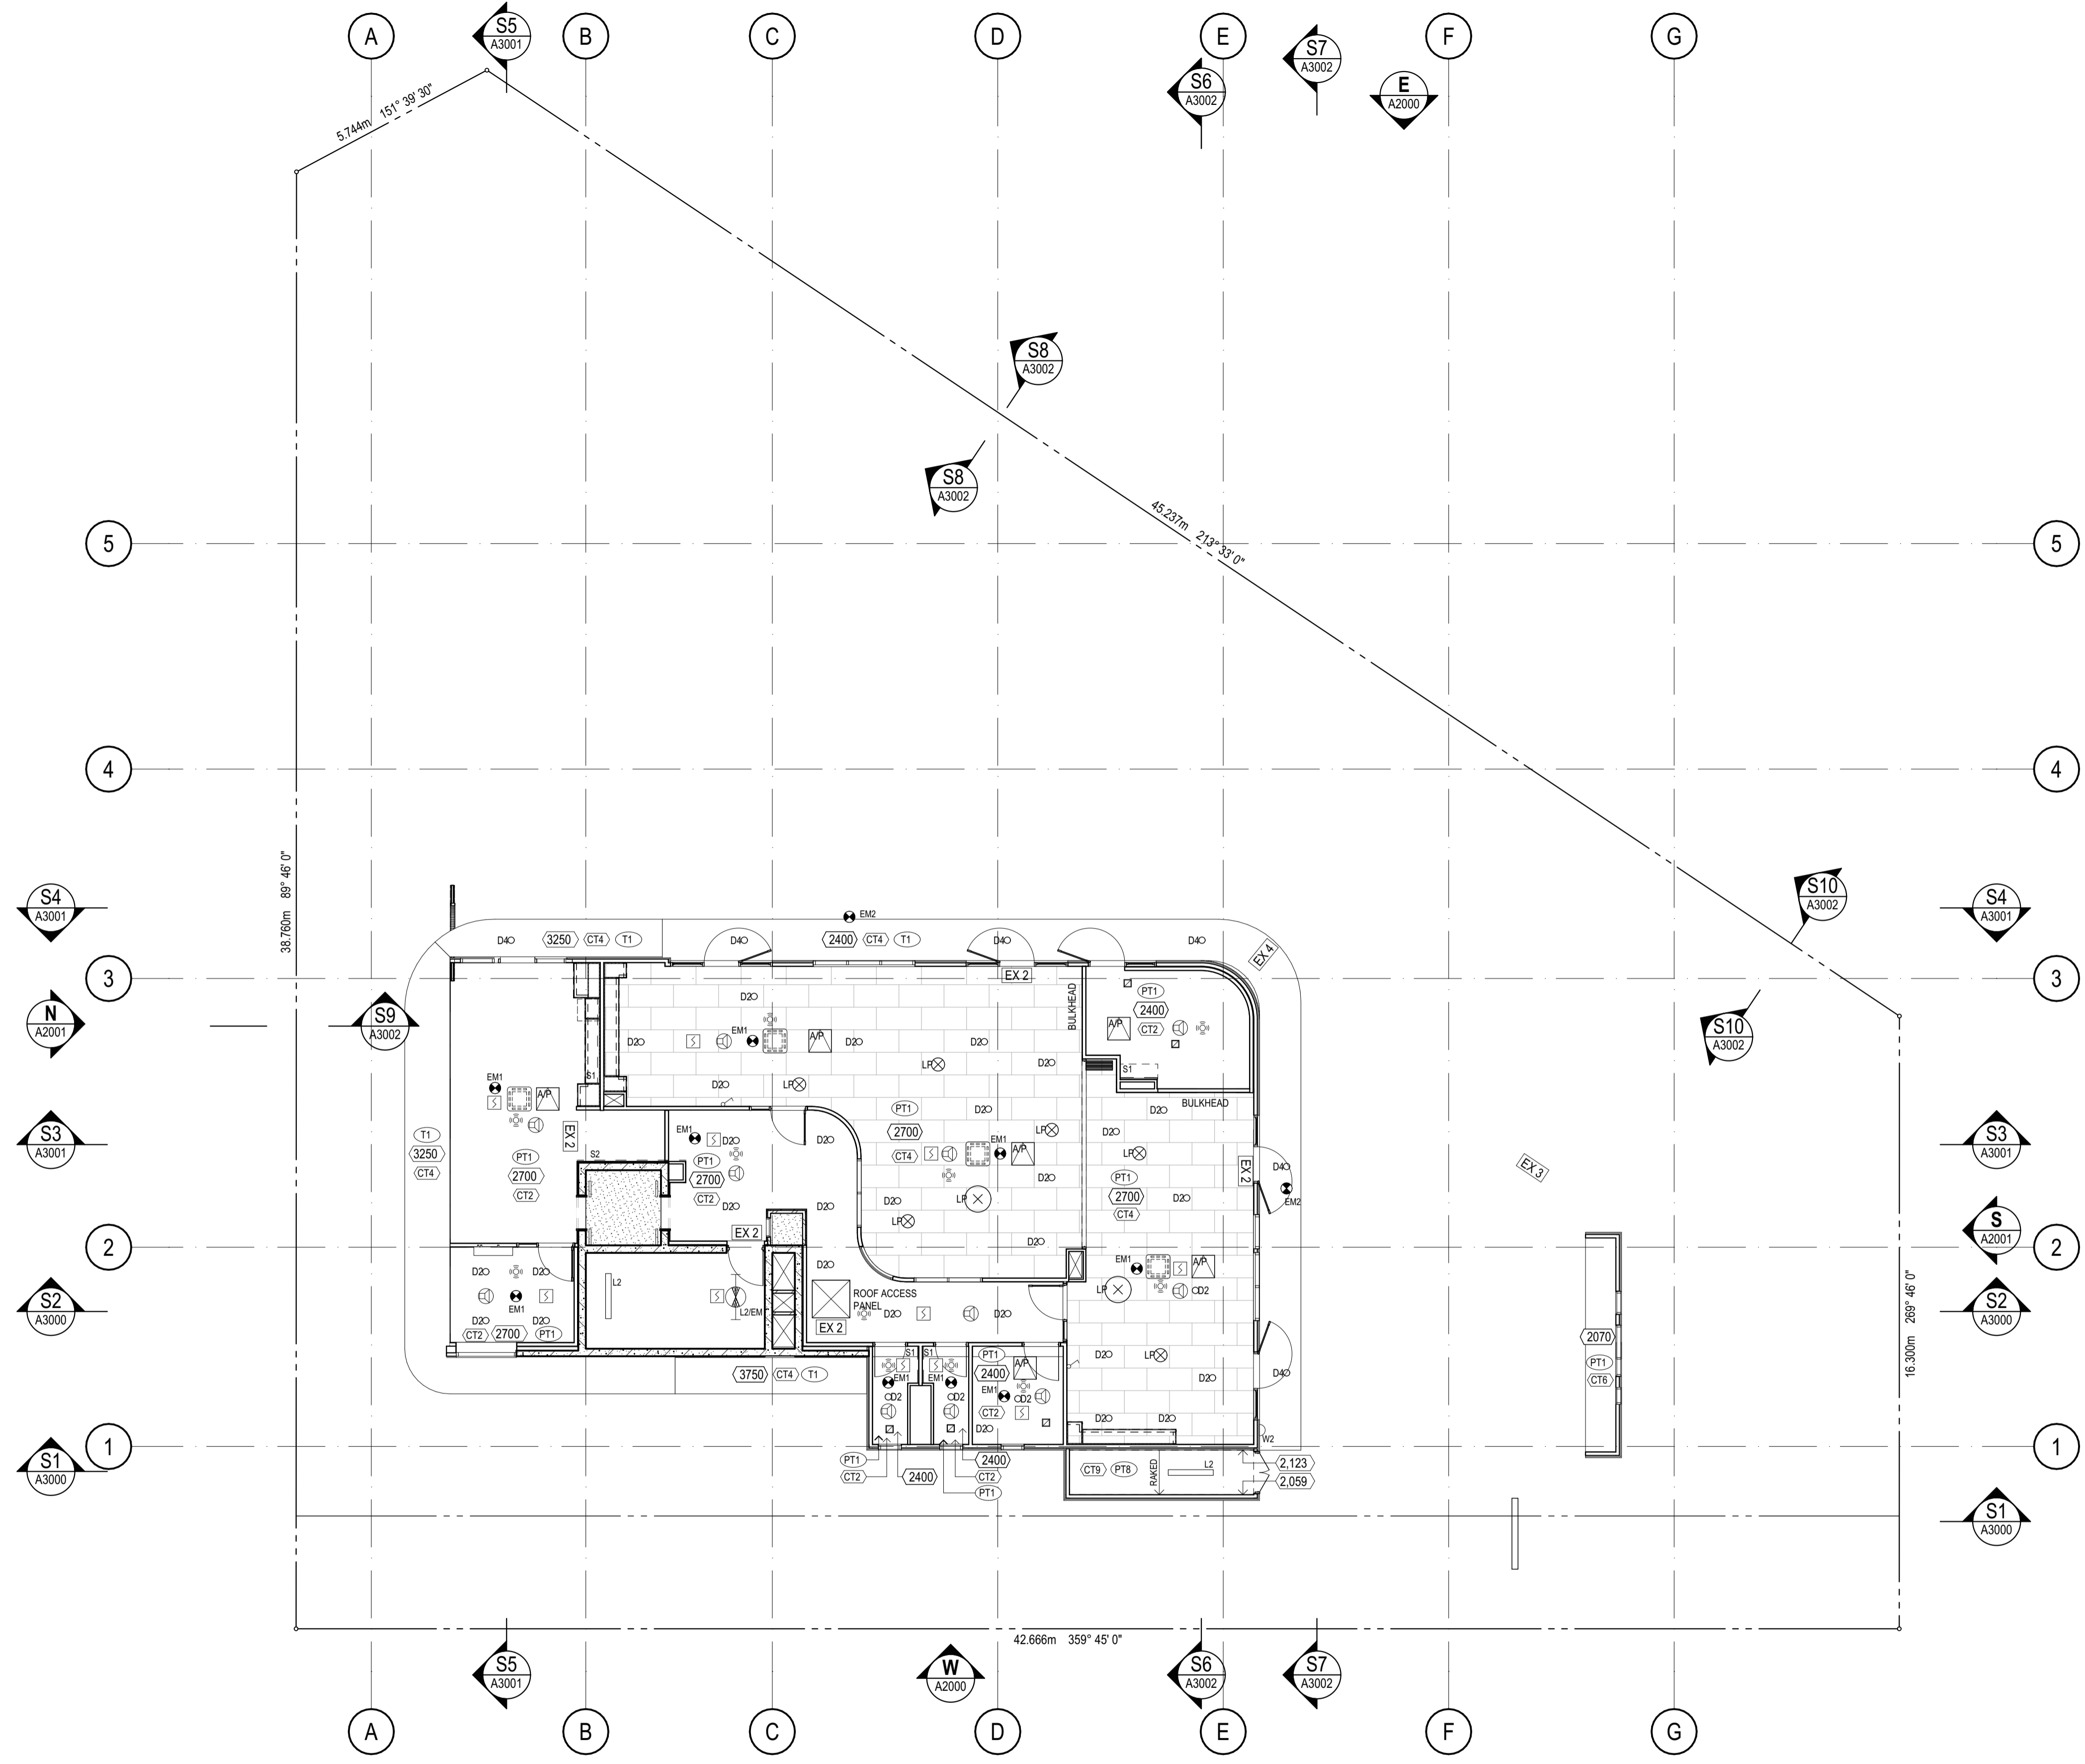 A
S5
A3001
B
C
D
E
S7
A3002
F
G
S6
A3002
E
A2000
5.744m 151° 39' 30"
S8
A3002
S8
A3002
45.237m 213° 33' 0"
5
5
4
4
38.760m 89° 46' 0"
S4
A3001
S10
A3002
S4
A3001
EM2
D4
3250
CT4
T1
D4
2400
CT4
T1
D4
D4
EX 4
3
EX 2
3
N
A2001
S9
A3002
D2
BULKHEAD
PT1
2400
CT2
A/P
S10
A3002
EM1
D2
A/P
D2
D2
D2
LP
S1
EM1
A/P
S1
D2
LP
BULKHEAD
D2
PT1
D2
D2
T1
3250
CT4
EX 2
EM1
D2
D2
2700
CT4
LP
EM1
A/P
D2
LP
S3
A3001
S3
A3001
S2
PT1
2700
CT2
PT1
2700
CT2
D2
D2
D2
LP
LP
D2
PT1
2700
CT4
D2
EX 2
D4
EM2
EX 3
S
A2001
2
EX 2
D2
EM1
A/P
2
D2
D2
EM1
D2
D2
CT2
2700
PT1
L2
L2/EM
D2
ROOF ACCESS
PANEL
EX 2
D2
D2
LP
D2
S2
A3000
S2
A3000
16.300m 269° 46' 0"
2070
PT1
CT6
3750
CT4
T1
S1
S1
EM1
D2
EM1
D2
PT1
2400
A/P
EM1
D2
CT2
D2
D2
LP
D2
D4
D2
D2
W2
1
1
S1
A3000
PT1
CT2
2400
2400
CT2
PT1
CT9
PT8
RAKED
L2
2,123
2,059
S1
A3000
42.666m 359° 45' 0"
S5
A3001
W
A2000
S6
A3002
S7
A3002
A
B
C
D
E
F
G